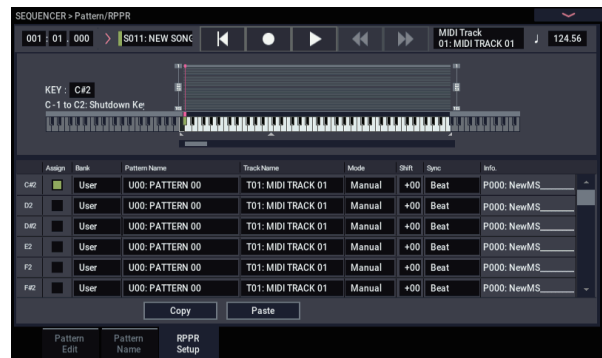 SEQUENCER > Pattern/RPPR
001 : 01 . 000 > S011: NEW SONG MIDI Track
01: MIDI TRACK 01 ♩ 124.56
KEY : C#2
C-1 to C2: Shutdown Key
Assign Bank Pattern Name Track Name Mode Shift Sync Info.
C#2 User U00: PATTERN 00 T01: MIDI TRACK 01 Manual +00 Beat P000: NewMS______
D2 User U00: PATTERN 00 T01: MIDI TRACK 01 Manual +00 Beat P000: NewMS______
D#2 User U00: PATTERN 00 T01: MIDI TRACK 01 Manual +00 Beat P000: NewMS______
E2 User U00: PATTERN 00 T01: MIDI TRACK 01 Manual +00 Beat P000: NewMS______
F2 User U00: PATTERN 00 T01: MIDI TRACK 01 Manual +00 Beat P000: NewMS______
F#2 User U00: PATTERN 00 T01: MIDI TRACK 01 Manual +00 Beat P000: NewMS______
Copy Paste
Pattern Edit
Pattern Name
RPPR Setup